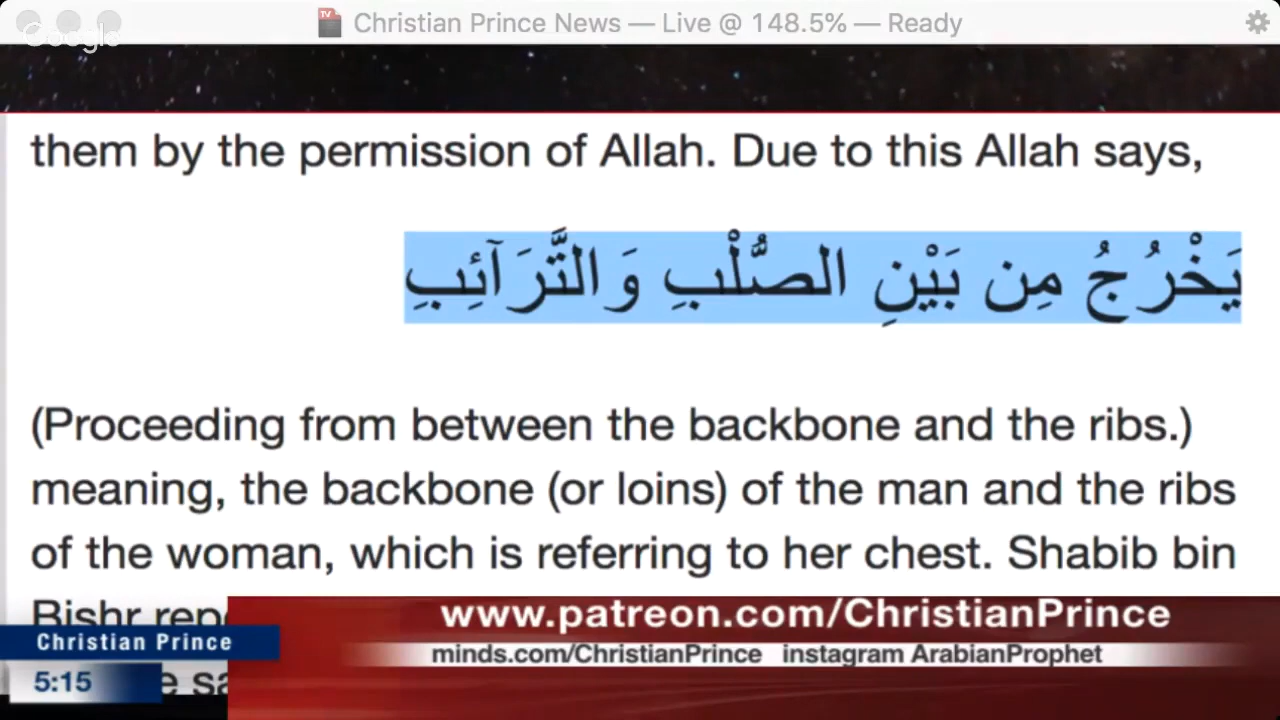 Christian Prince News — Live @ 148.5% — Ready
Google
TV
them by the permission of Allah. Due to this Allah says,
يَخْرُجُ مِن بَيْنِ الصُّلْبِ وَالتَّرَآئِبِ
(Proceeding from between the backbone and the ribs.)
meaning, the backbone (or loins) of the man and the ribs
of the woman, which is referring to her chest. Shabib bin
Bishr
www.patreon.com/ChristianPrince
Christian Prince
minds.com/ChristianPrince instagram ArabianProphet
5:15